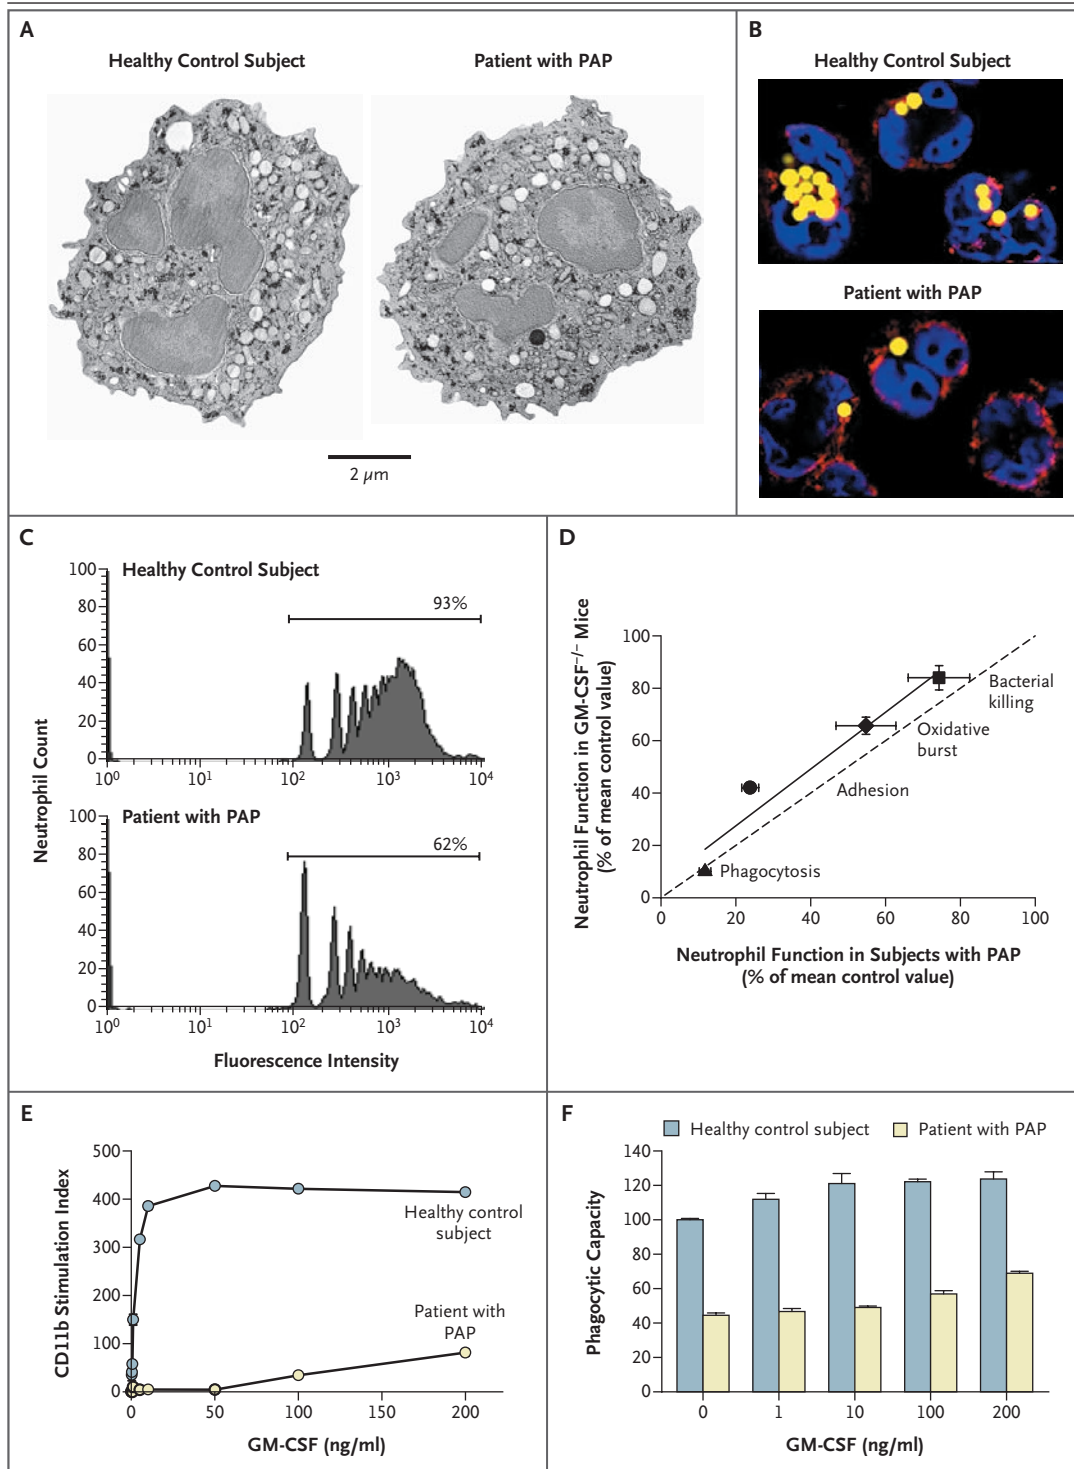 A
Healthy Control Subject
Patient with PAP
2 µm
B
Healthy Control Subject
Patient with PAP
C
Neutrophil Count
Healthy Control Subject
93%
100
80
60
40
20
0
10⁰ 10¹ 10² 10³ 10⁴
Patient with PAP
62%
100
80
60
40
20
0
10⁰ 10¹ 10² 10³ 10⁴
Fluorescence Intensity
D
Neutrophil Function in GM-CSF⁻/⁻ Mice
(% of mean control value)
100
80
60
40
20
0
Bacterial
killing
Oxidative
burst
Adhesion
Phagocytosis
0 20 40 60 80 100
Neutrophil Function in Subjects with PAP
(% of mean control value)
E
CD11b Stimulation Index
500
400
300
200
100
0
Healthy control
subject
Patient with
PAP
0 50 100 150 200
GM-CSF (ng/ml)
F
Healthy control subject Patient with PAP
Phagocytic Capacity
140
120
100
80
60
40
20
0
0 1 10 100 200
GM-CSF (ng/ml)